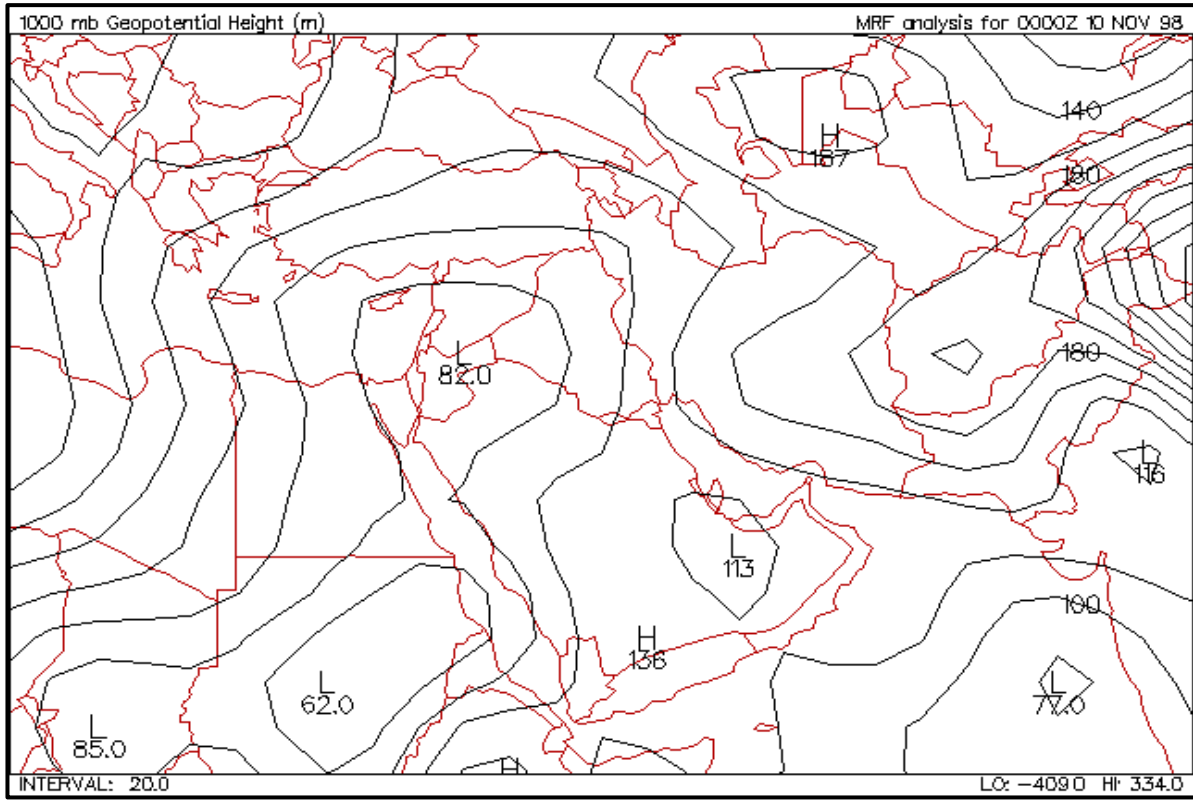 1000 mb Geopotential Height (m)
MRF analysis for 0000Z 10 NOV 98
140
H
187
180
L
82.0
180
L
116
L
113
100
H
136
L
62.0
L
77.0
L
85.0
H
INTERVAL: 20.0
LO: -409.0 HI: 334.0